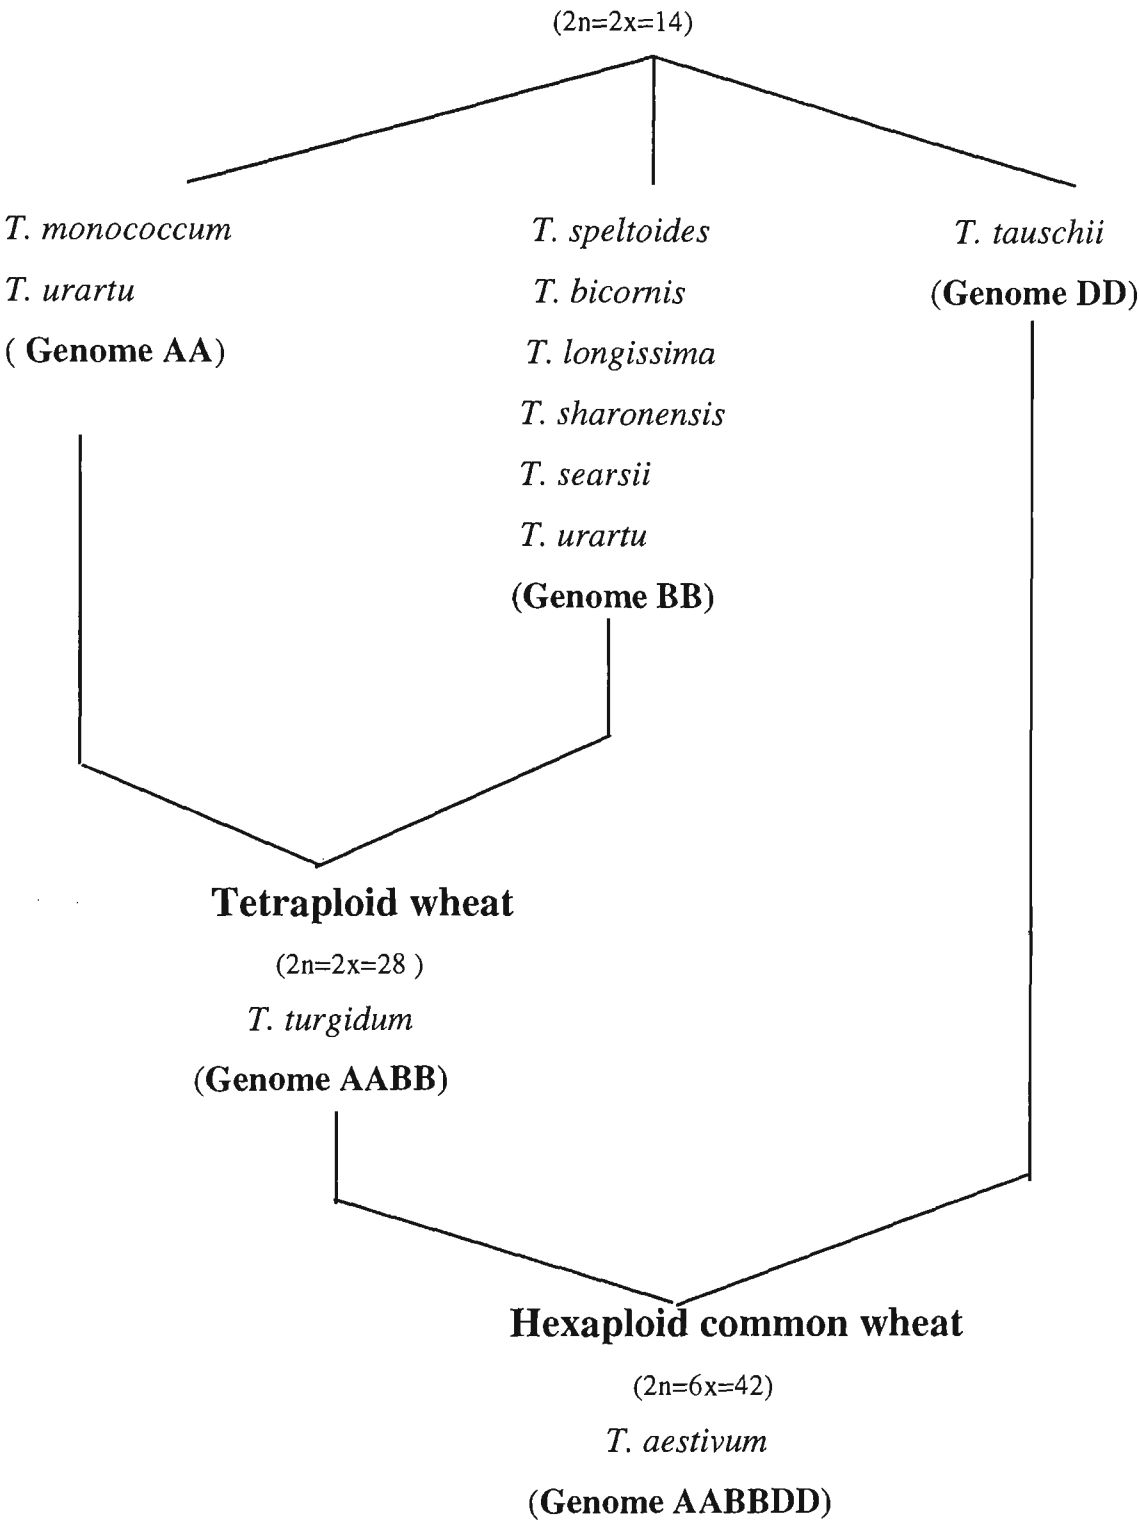 (2n=2x=14)
T. monococcum
T. urartu
( Genome AA)
T. speltoides
T. bicornis
T. longissima
T. sharonensis
T. searsii
T. urartu
(Genome BB)
T. tauschii
(Genome DD)
Tetraploid wheat
(2n=2x=28 )
T. turgidum
(Genome AABB)
Hexaploid common wheat
(2n=6x=42)
T. aestivum
(Genome AABBDD)